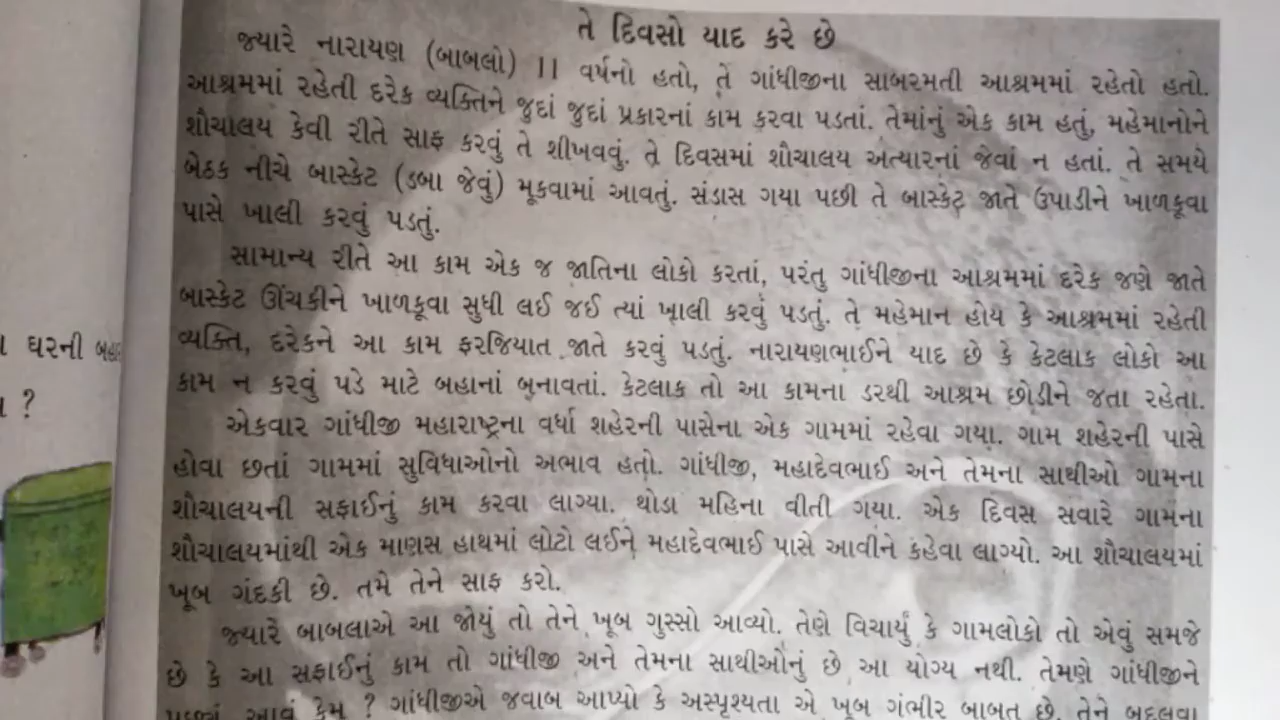 તે દિવસો યાદ કરે છે
જ્યારે નારાયણ (બાબલો) 11 વર્ષનો હતો, તે ગાંધીજીના સાબરમતી આશ્રમમાં રહેતો હતો.
આશ્રમમાં રહેતી દરેક વ્યક્તિને જુદાં જુદાં પ્રકારનાં કામ કરવા પડતાં. તેમાંનું એક કામ હતું, મહેમાનોને
શૌચાલય કેવી રીતે સાફ કરવું તે શીખવવું. તે દિવસમાં શૌચાલય અત્યારનાં જેવાં ન હતાં. તે સમયે
બેઠક નીચે બાસ્કેટ (ડબા જેવું) મૂકવામાં આવતું. સંડાસ ગયા પછી તે બાસ્કેટ જાતે ઉપાડીને ખાળકૂવા
પાસે ખાલી કરવું પડતું.
સામાન્ય રીતે આ કામ એક જ જાતિના લોકો કરતાં, પરંતુ ગાંધીજીના આશ્રમમાં દરેક જણે જાતે
બાસ્કેટ ઊંચકીને ખાળકૂવા સુધી લઈ જઈ ત્યાં ખાલી કરવું પડતું. તે મહેમાન હોય કે આશ્રમમાં રહેતી
ઘરની
વ્યક્તિ, દરેકને આ કામ ફરજિયાત જાતે કરવું પડતું. નારાયણભાઈને યાદ છે કે કેટલાક લોકો આ
કામ ન કરવું પડે માટે બહાનાં બનાવતાં. કેટલાક તો આ કામના ડરથી આશ્રમ છોડીને જતા રહેતા.
?
એકવાર ગાંધીજી મહારાષ્ટ્રના વર્ધા શહેરની પાસેના એક ગામમાં રહેવા ગયા. ગામ શહેરની પાસે
હોવા છતાં ગામમાં સુવિધાઓનો અભાવ હતો. ગાંધીજી, મહાદેવભાઈ અને તેમના સાથીઓ ગામના
શૌચાલયની સફાઈનું કામ કરવા લાગ્યા. થોડા મહિના વીતી ગયા. એક દિવસ સવારે ગામના
શૌચાલયમાંથી એક માણસ હાથમાં લોટો લઈને મહાદેવભાઈ પાસે આવીને કહેવા લાગ્યો. આ શૌચાલયમાં
ખૂબ ગંદકી છે. તમે તેને સાફ કરો.
જ્યારે બાબલાએ આ જોયું તો તેને ખૂબ ગુસ્સો આવ્યો. તેણે વિચાર્યું કે ગામલોકો તો એવું સમજે
છે કે આ સફાઈનું કામ તો ગાંધીજી અને તેમના સાથીઓનું છે આ યોગ્ય નથી. તેમણે ગાંધીજીને
આવું કેમ ? ગાંધીજીએ જવાબ આપ્યો કે અસ્પૃશ્યતા એ ખૂબ ગંભીર બાબત છે. તેને બદલવા